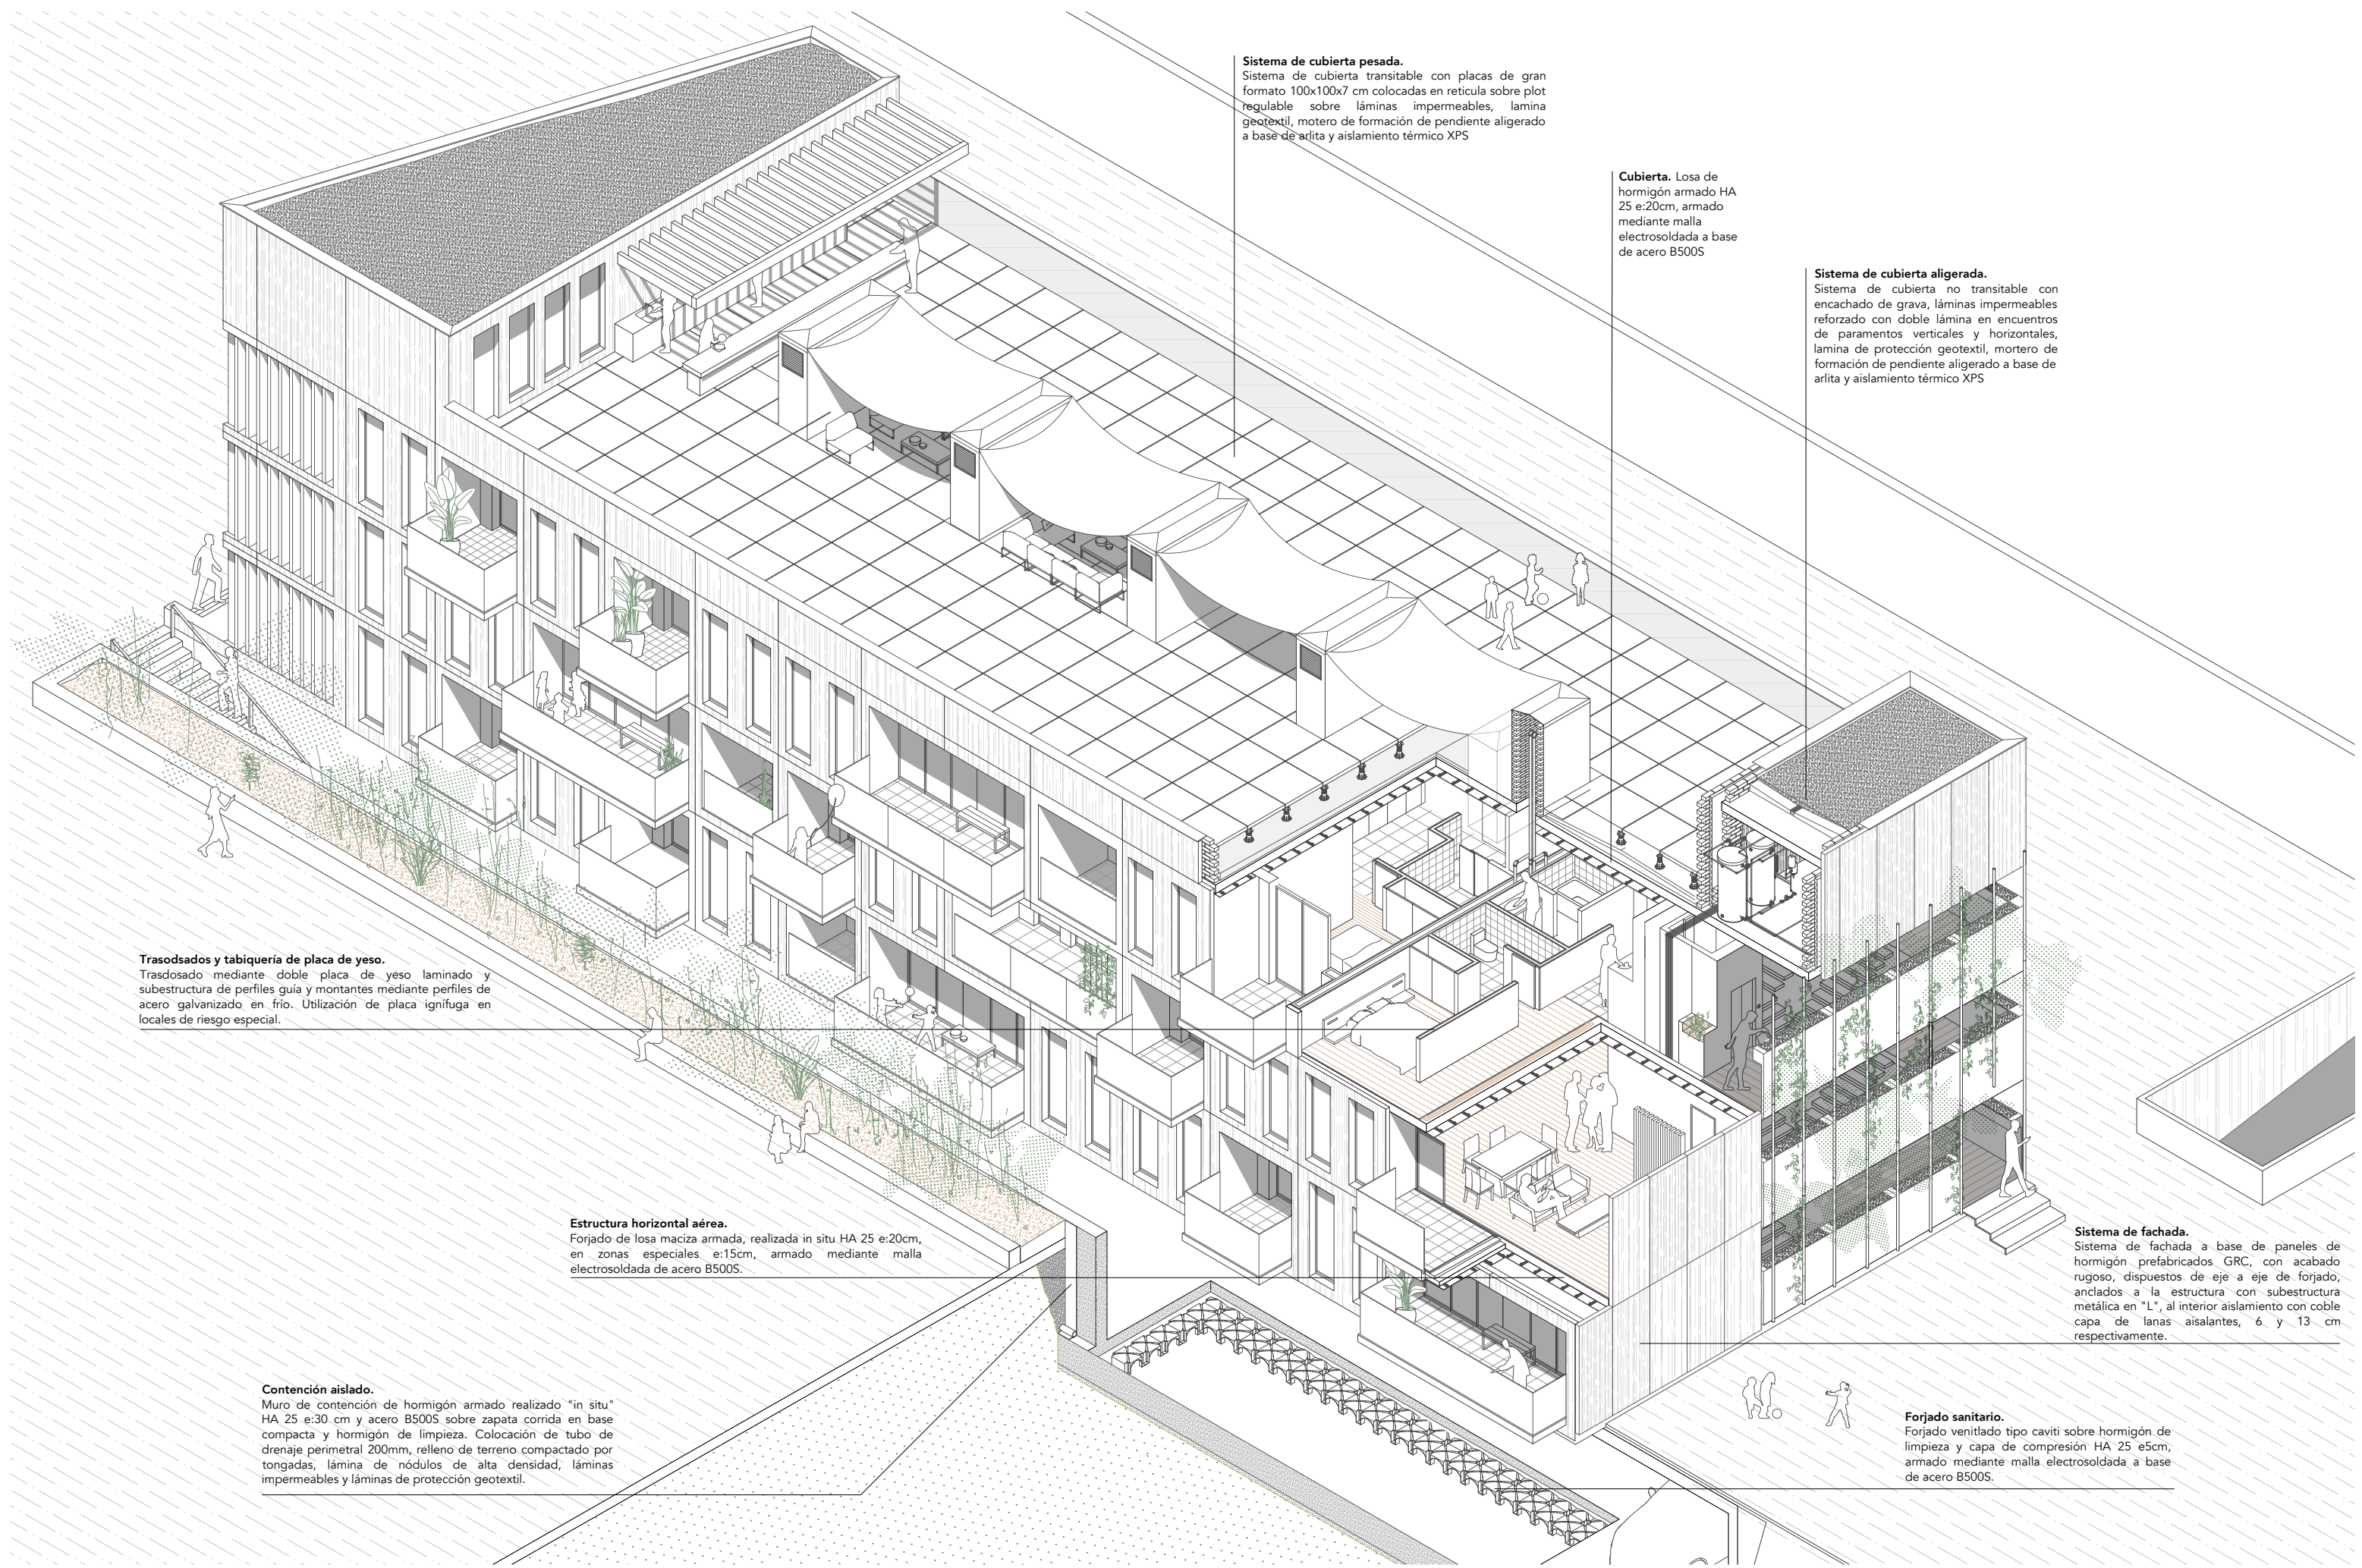 Sistema de cubierta pesada.
Sistema de cubierta transitable con placas de gran
formato 100x100x7 cm colocadas en reticula sobre plot
regulable sobre láminas impermeables, lamina
geotextil, motero de formación de pendiente aligerado
a base de arlita y aislamiento térmico XPS
Cubierta. Losa de
hormigón armado HA
25 e:20cm, armado
mediante malla
electrosoldada a base
de acero B500S
Sistema de cubierta aligerada.
Sistema de cubierta no transitable con
encachado de grava, láminas impermeables
reforzado con doble lámina en encuentros
de paramentos verticales y horizontales,
lamina de protección geotextil, mortero de
formación de pendiente aligerado a base de
arlita y aislamiento térmico XPS
Trasodsados y tabiquería de placa de yeso.
Trasdosado mediante doble placa de yeso laminado y
subestructura de perfiles guía y montantes mediante perfiles de
acero galvanizado en frío. Utilización de placa ignífuga en
locales de riesgo especial.
Estructura horizontal aérea.
Forjado de losa maciza armada, realizada in situ HA 25 e:20cm,
en zonas especiales e:15cm, armado mediante malla
electrosoldada de acero B500S.
Sistema de fachada.
Sistema de fachada a base de paneles de
hormigón prefabricados GRC, con acabado
rugoso, dispuestos de eje a eje de forjado,
anclados a la estructura con substructura
metálica en "L", al interior aislamiento con coble
capa de lanas aisalantes, 6 y 13 cm
respectivamente.
Contención aislado.
Muro de contención de hormigón armado realizado "in situ"
HA 25 e:30 cm y acero B500S sobre zapata corrida en base
compacta y hormigón de limpieza. Colocación de tubo de
drenaje perimetral 200mm, relleno de terreno compactado por
tongadas, lámina de nódulos de alta densidad, láminas
impermeables y láminas de protección geotextil.
Forjado sanitario.
Forjado venitlado tipo caviti sobre hormigón de
limpieza y capa de compresión HA 25 e5cm,
armado mediante malla electrosoldada a base
de acero B500S.